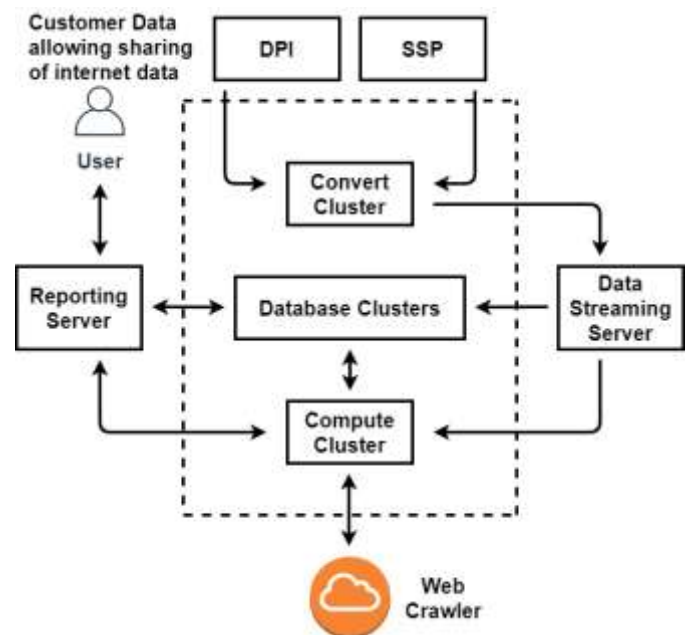 Customer Data
allowing sharing
of internet data
DPI
SSP
User
Convert
Cluster
Reporting
Server
Database Clusters
Data
Streaming
Server
Compute
Cluster
Web
Crawler